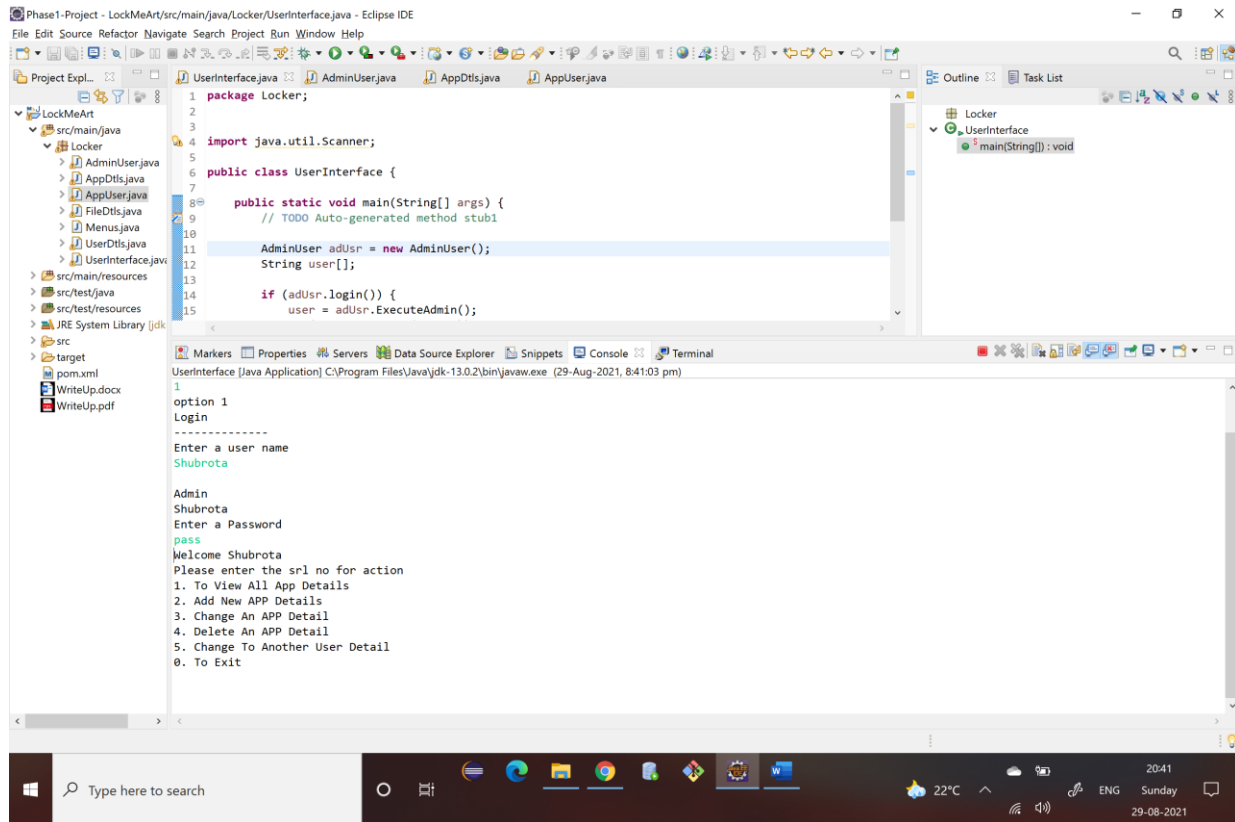 Phase1-Project - LockMeArt/src/main/java/Locker/UserInterface.java - Eclipse IDE
File Edit Source Refactor Navigate Search Project Run Window Help
Project Expl...
LockMeArt
src/main/java
Locker
AdminUser.java
AppDtls.java
AppUser.java
FileDtls.java
Menus.java
UserDtls.java
UserInterface.java
src/main/resources
src/test/java
src/test/resources
JRE System Library [jdk
src
target
pom.xml
WriteUp.docx
WriteUp.pdf
UserInterface.java AdminUser.java AppDtls.java AppUser.java
1 package Locker;
2
3
4 import java.util.Scanner;
5
6 public class UserInterface {
7
8 public static void main(String[] args) {
9 // TODO Auto-generated method stub1
10
11 AdminUser adUsr = new AdminUser();
12 String user[];
13
14 if (adUsr.login()) {
15 user = adUsr.ExecuteAdmin();
Outline Task List
Locker
UserInterface
main(String[]) : void
Markers Properties Servers Data Source Explorer Snippets Console Terminal
UserInterface [Java Application] C:\Program Files\Java\jdk-13.0.2\bin\javaw.exe (29-Aug-2021, 8:41:03 pm)
1
option 1
Login
--------------
Enter a user name
Shubrota
Admin
Shubrota
Enter a Password
pass
Welcome Shubrota
Please enter the srl no for action
1. To View All App Details
2. Add New APP Details
3. Change An APP Detail
4. Delete An APP Detail
5. Change To Another User Detail
0. To Exit
Type here to search
22°C
ENG
20:41
Sunday
29-08-2021